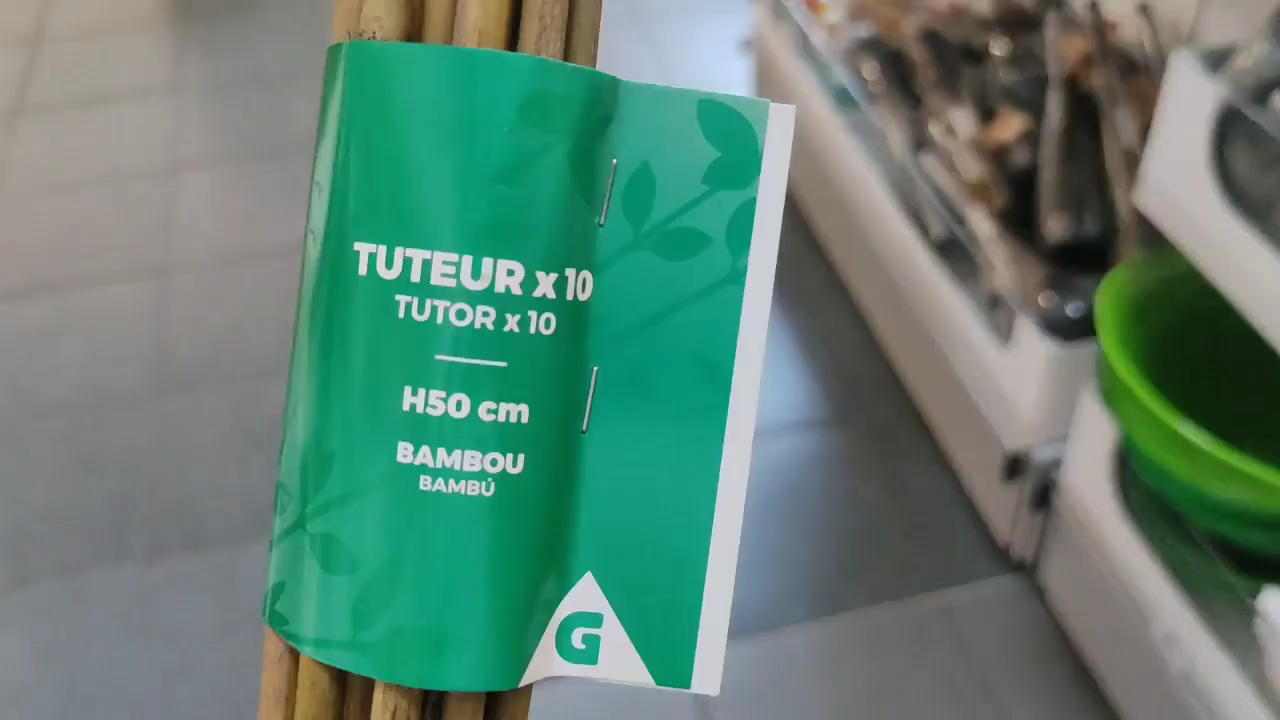 TUTEUR x 10
TUTOR x 10
H50 cm
BAMBOU
BAMBÚ
G